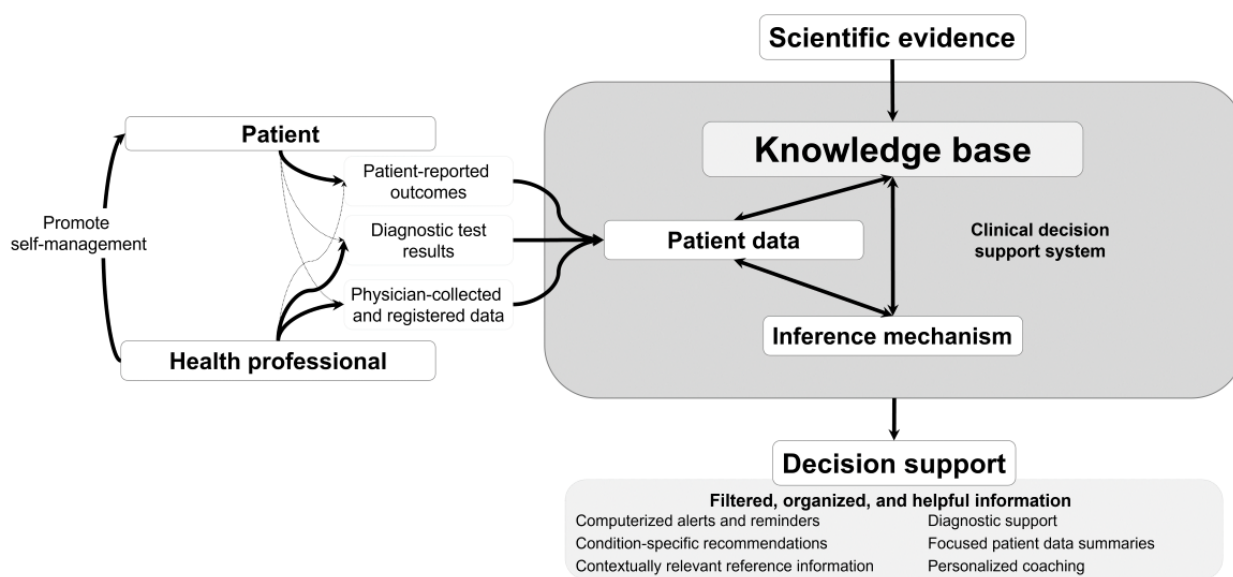 Scientific evidence
Knowledge base
Patient
Patient-reported
outcomes
Promote
self-management
Diagnostic test
results
Patient data
Clinical decision
support system
Physician-collected
and registered data
Inference mechanism
Health professional
Decision support
Filtered, organized, and helpful information
Computerized alerts and reminders
Diagnostic support
Condition-specific recommendations
Focused patient data summaries
Contextually relevant reference information
Personalized coaching